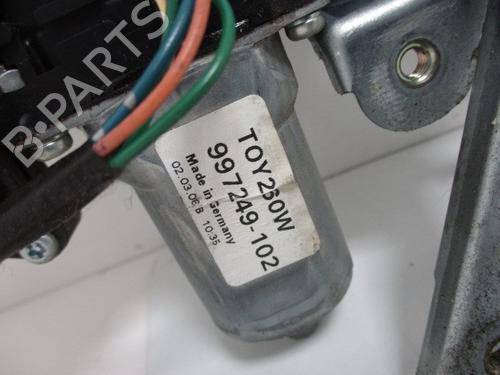 TOY230W
997249-102
Made in Germany
02.03.06 B 10:35
B-PARTS